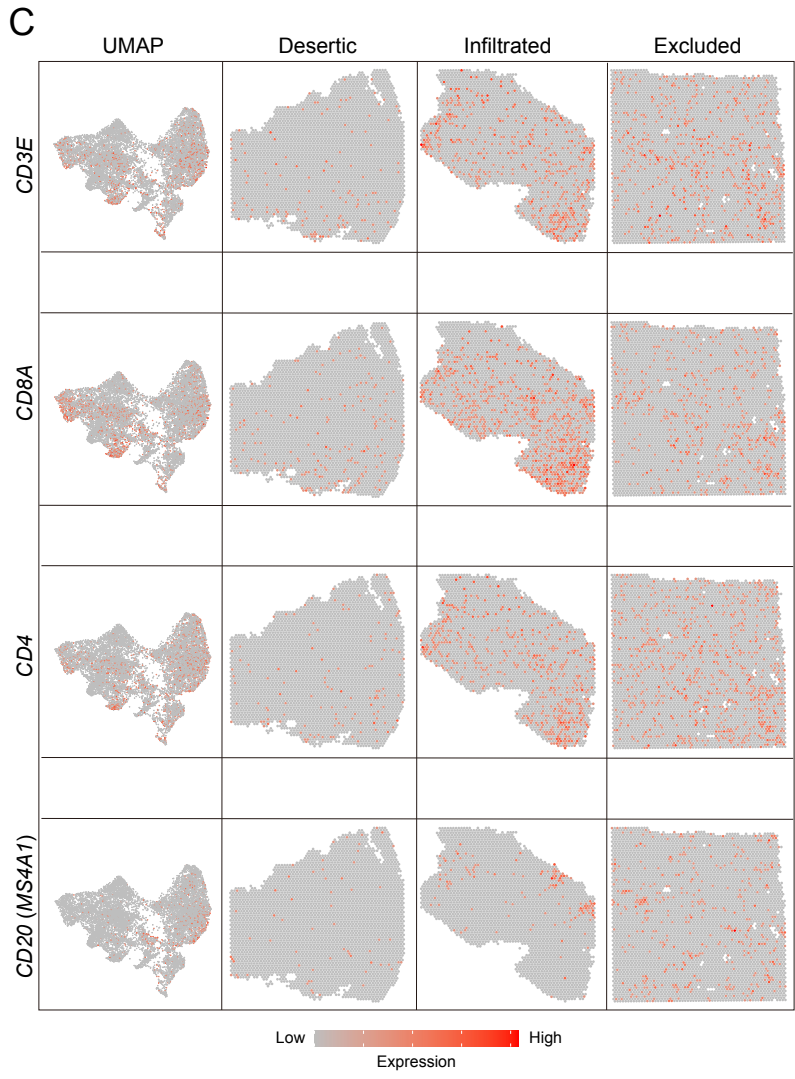 C
UMAP Desertic Infiltrated Excluded
CD3E
CD8A
CD4
CD20 (MS4A1)
Low High
Expression